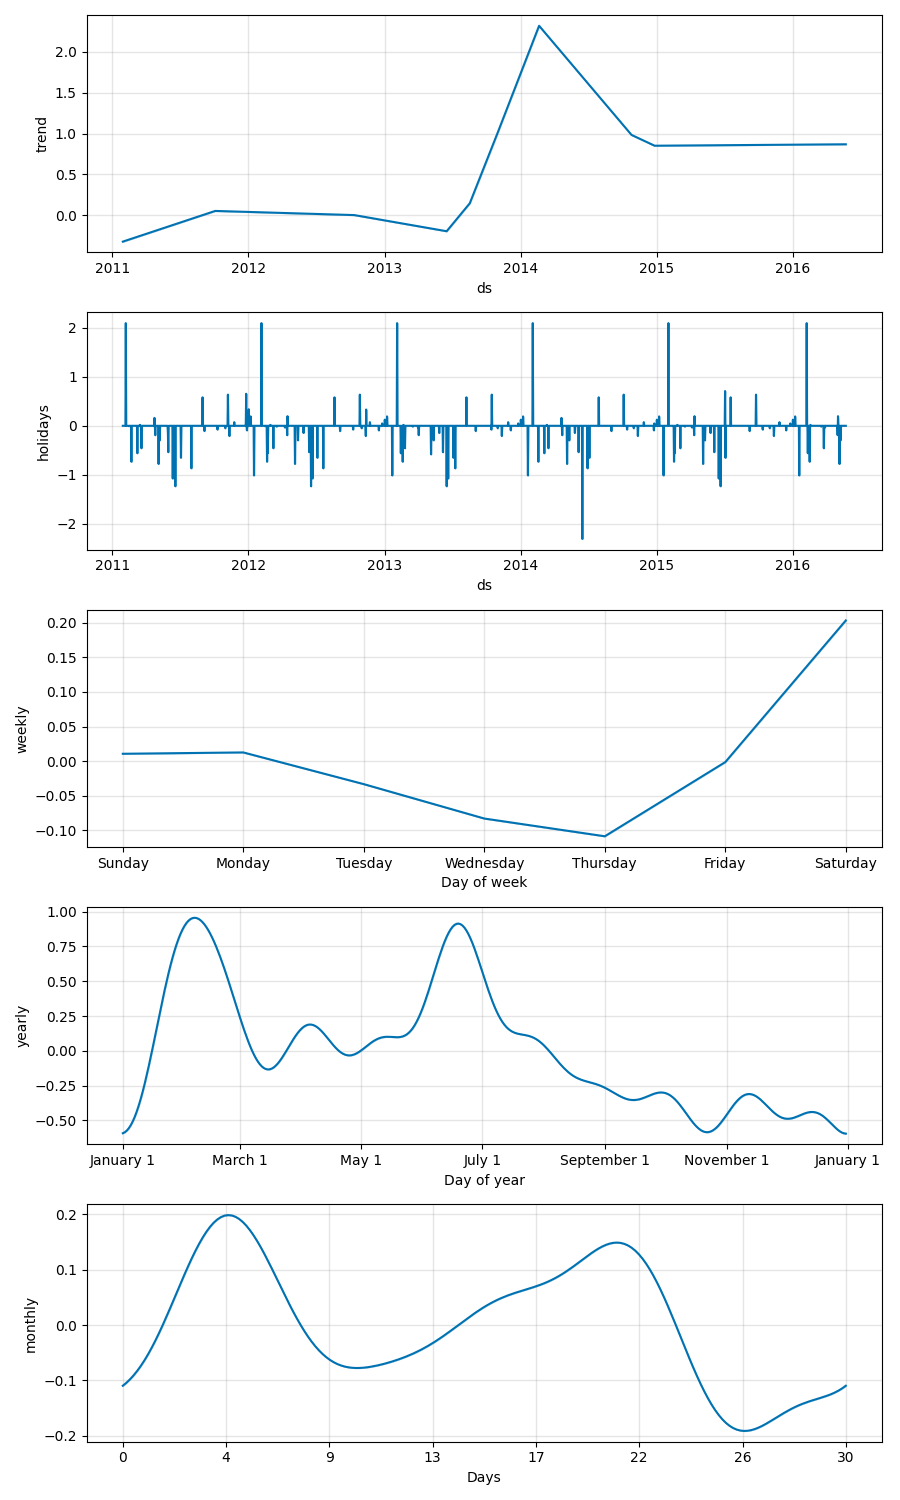 2.0
1.5
1.0
0.5
0.0
trend
2011 2012 2013 2014 2015 2016
ds
2
1
0
−1
−2
holidays
2011 2012 2013 2014 2015 2016
ds
0.20
0.15
0.10
0.05
0.00
−0.05
−0.10
weekly
Sunday Monday Tuesday Wednesday Thursday Friday Saturday
Day of week
1.00
0.75
0.50
0.25
0.00
−0.25
−0.50
yearly
January 1 March 1 May 1 July 1 September 1 November 1 January 1
Day of year
0.2
0.1
0.0
−0.1
−0.2
monthly
0 4 9 13 17 22 26 30
Days